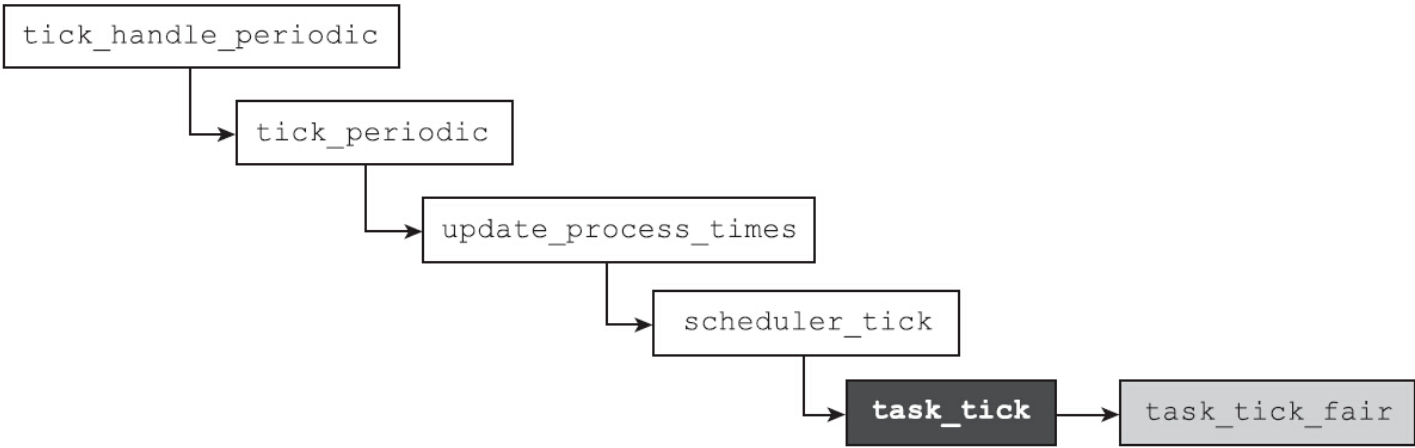 tick_handle_periodic
tick_periodic
update_process_times
scheduler_tick
task_tick
task_tick_fair